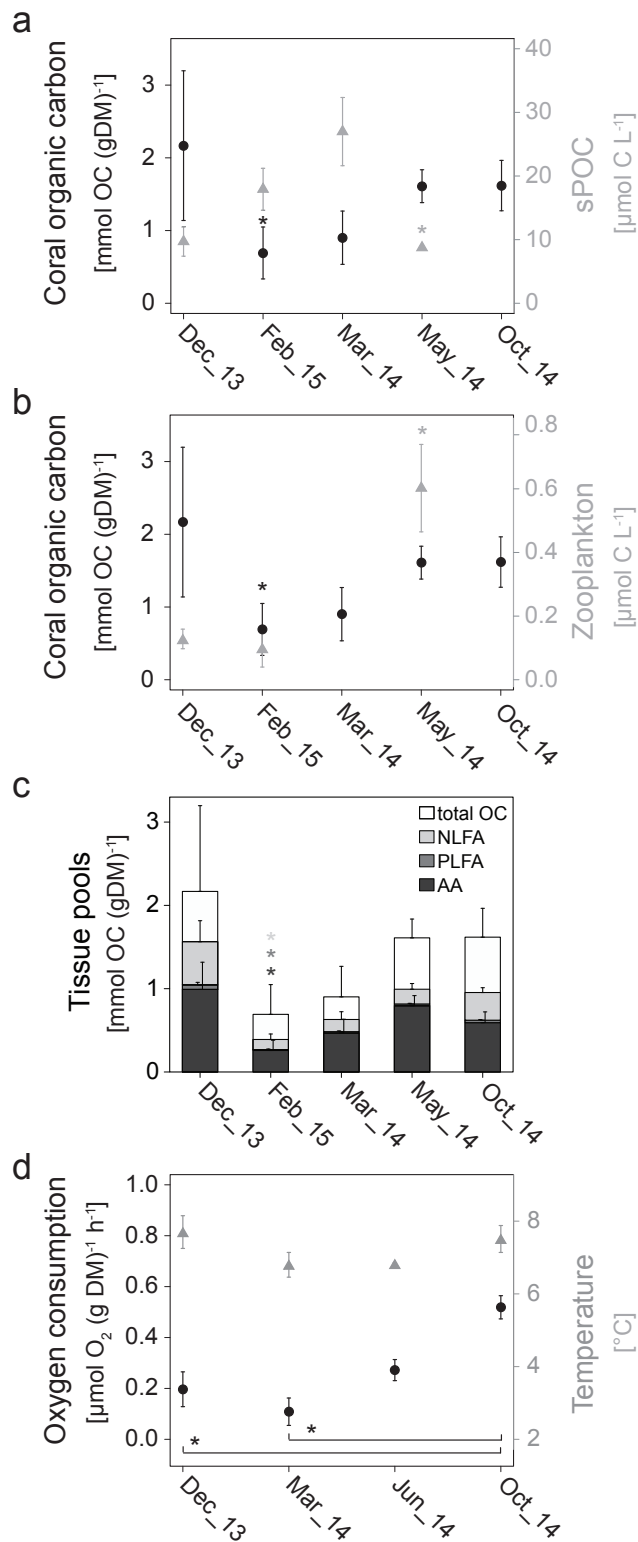 a
Coral organic carbon
[mmol OC (gDM)-1]
3
2
1
0
40
30
20
10
0
sPOC
[µmol C L-1]
*
*
Dec_13
Feb_15
Mar_14
May_14
Oct_14
b
Coral organic carbon
[mmol OC (gDM)-1]
3
2
1
0
0.8
0.6
0.4
0.2
0.0
Zooplankton
[µmol C L-1]
*
*
Dec_13
Feb_15
Mar_14
May_14
Oct_14
c
Tissue pools
[mmol OC (gDM)-1]
3
2
1
0
total OC
NLFA
PLFA
AA
*
*
*
Dec_13
Feb_15
Mar_14
May_14
Oct_14
d
Oxygen consumption
[µmol O2 (g DM)-1 h-1]
1.0
0.8
0.6
0.4
0.2
0.0
8
6
4
2
Temperature
[°C]
*
*
Dec_13
Mar_14
Jun_14
Oct_14